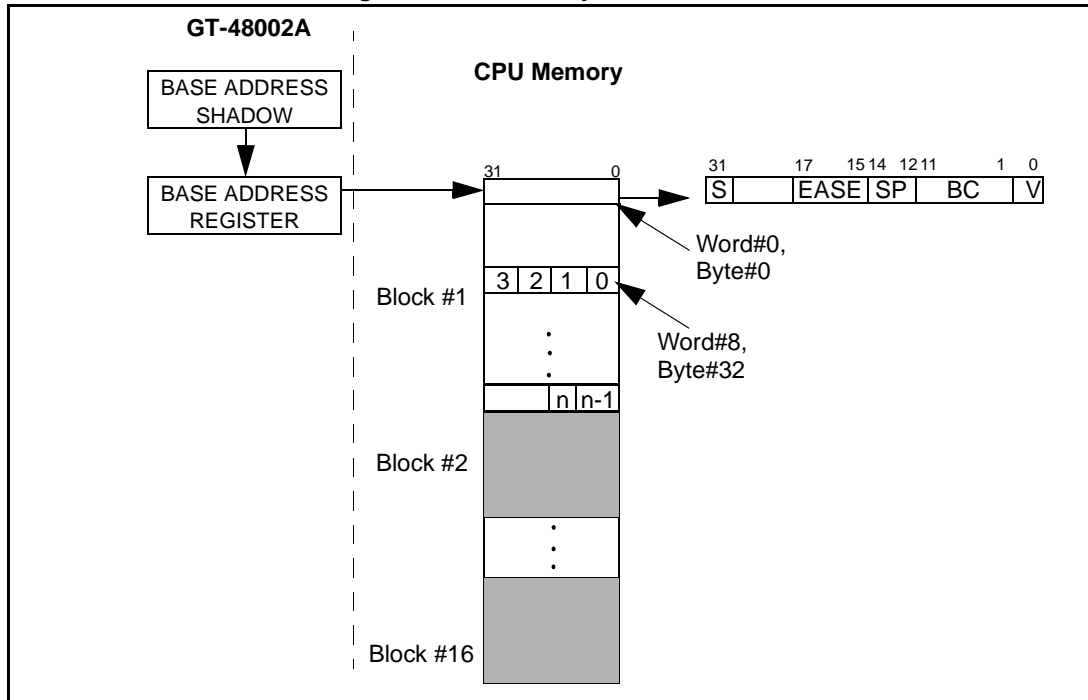 GT-48002A
CPU Memory
BASE ADDRESS
SHADOW
BASE ADDRESS
REGISTER
31 0
31 17 15 14 12 11 1 0
S EASE SP BC V
Word#0,
Byte#0
3 2 1 0
Block #1
Word#8,
Byte#32
n n-1
Block #2
Block #16